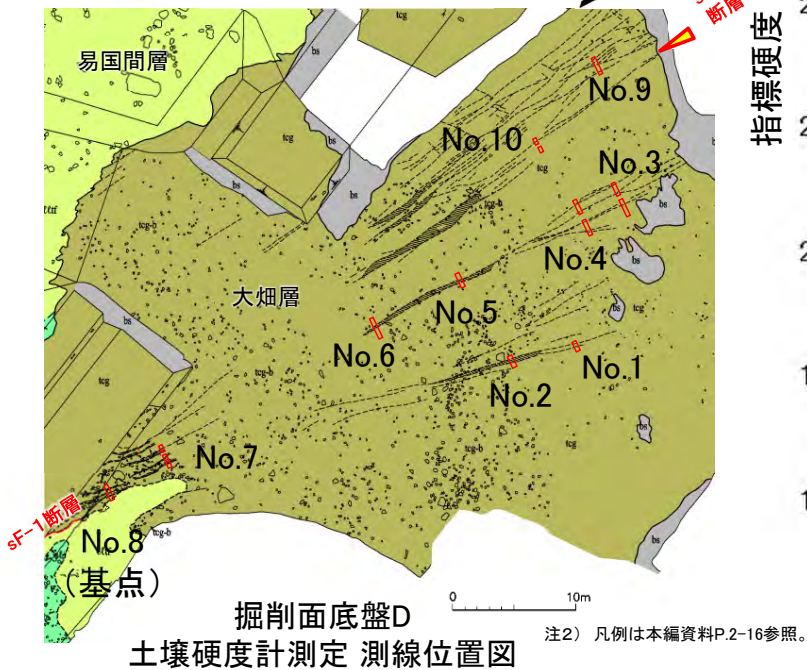 易国間層
断層
指標硬度
No.9
No.10
tcg
bs
No.3
tcg-b
No.4
大畑層
No.5
No.6
No.1
No.2
No.7
sF-1断層
No.8
(基点)
0 10m
掘削面底盤D
土壌硬度計測定 測線位置図
注2) 凡例は本編資料P.2-16参照。